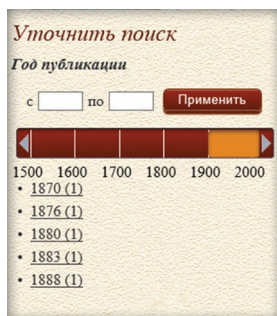 Уточнить поиск
Год публикации
с по Применить
1500 1600 1700 1800 1900 2000
• 1870 (1)
• 1876 (1)
• 1880 (1)
• 1883 (1)
• 1888 (1)